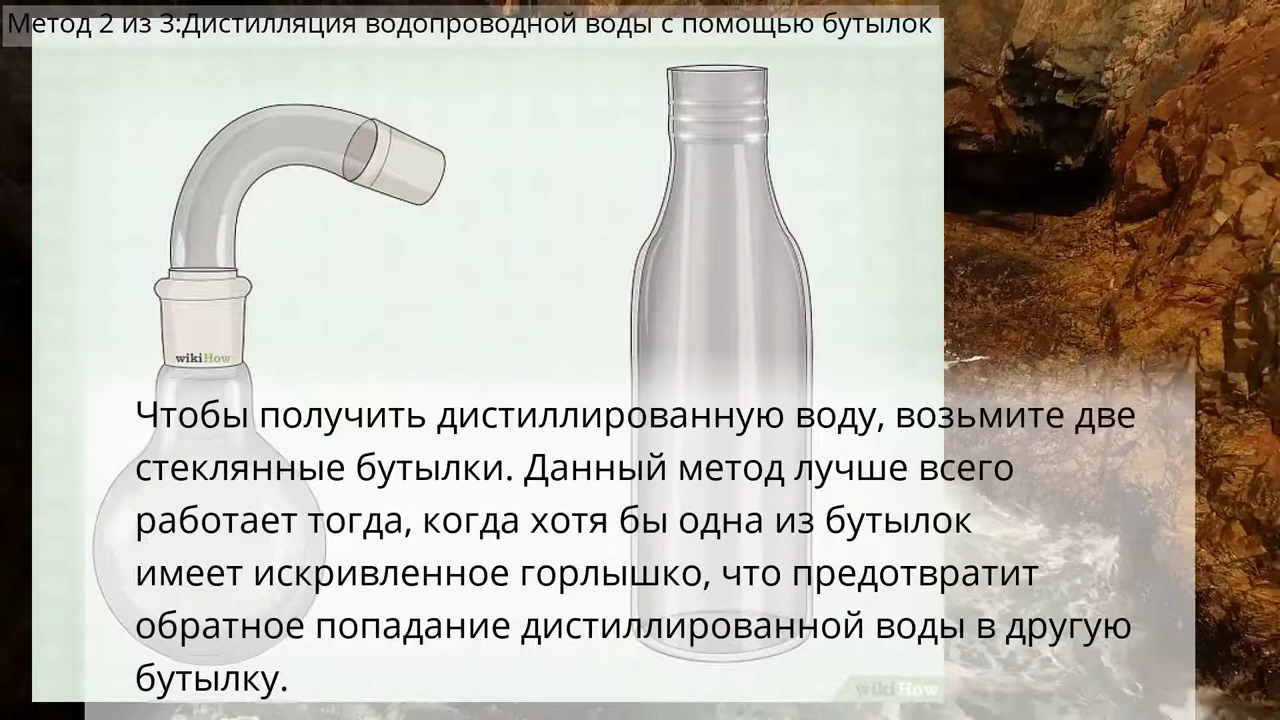 Метод 2 из 3:Дистилляция водопроводной воды с помощью бутылок
wikiHow
Чтобы получить дистиллированную воду, возьмите две
стеклянные бутылки. Данный метод лучше всего
работает тогда, когда хотя бы одна из бутылок
имеет искривленное горлышко, что предотвратит
обратное попадание дистиллированной воды в другую
бутылку.
wikiHow